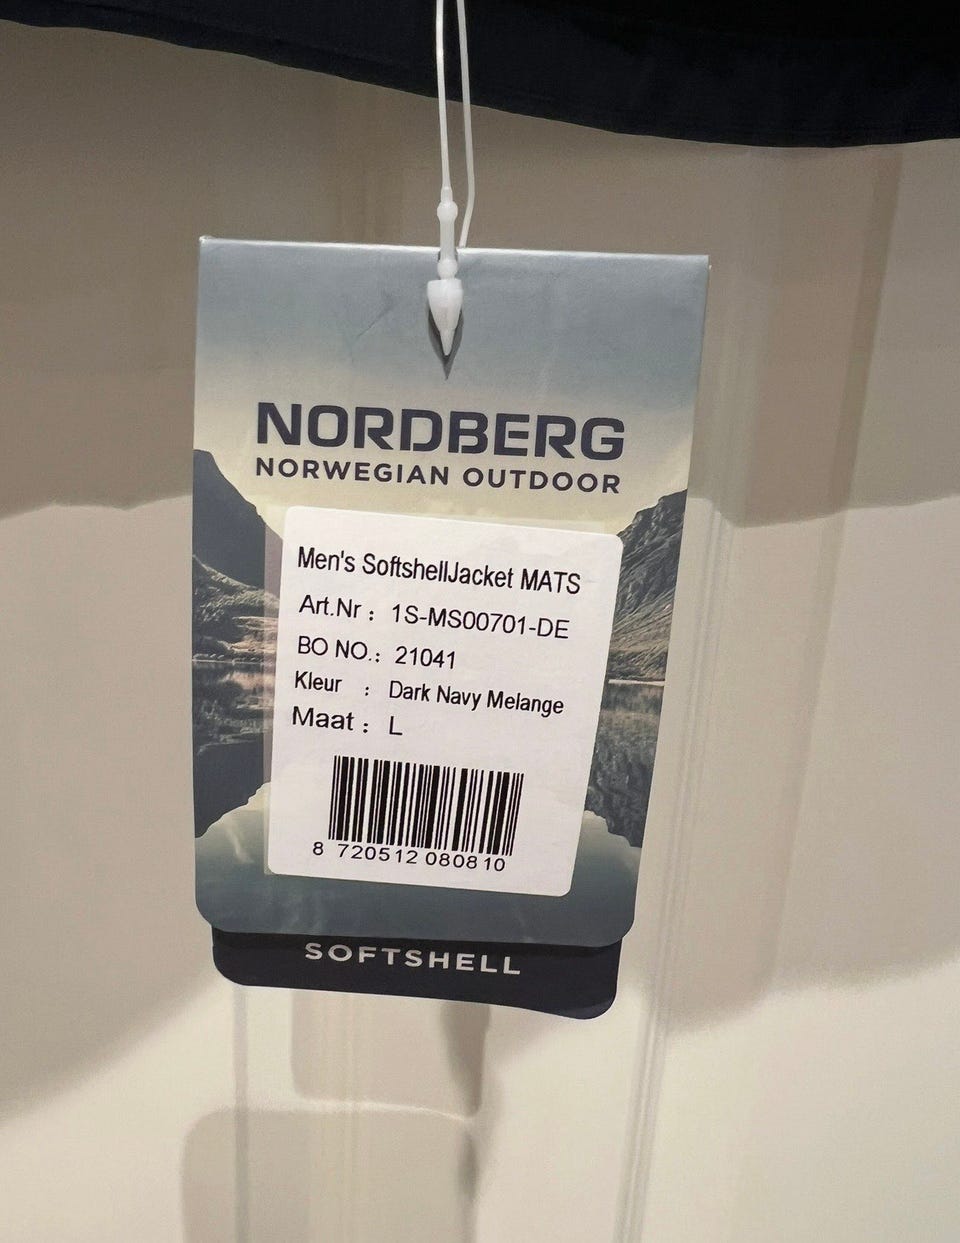 NORDBERG
NORWEGIAN OUTDOOR
Men's SoftshellJacket MATS
Art.Nr : 1S-MS00701-DE
BO NO.: 21041
Kleur : Dark Navy Melange
Maat : L
8 720512 080810
SOFTSHELL